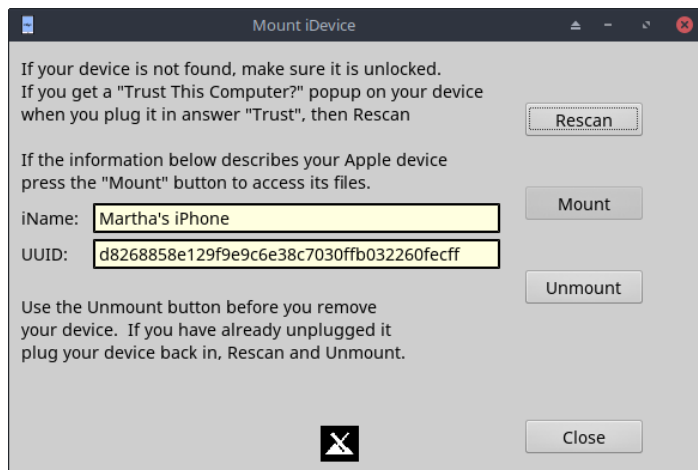 Mount iDevice
If your device is not found, make sure it is unlocked.
If you get a "Trust This Computer?" popup on your device
when you plug it in answer "Trust", then Rescan
Rescan
If the information below describes your Apple device
press the "Mount" button to access its files.
Mount
iName: Martha's iPhone
UUID: d8268858e129f9e9c6e38c7030ffb032260fecff
Unmount
Use the Unmount button before you remove
your device.  If you have already unplugged it
plug your device back in, Rescan and Unmount.
Close